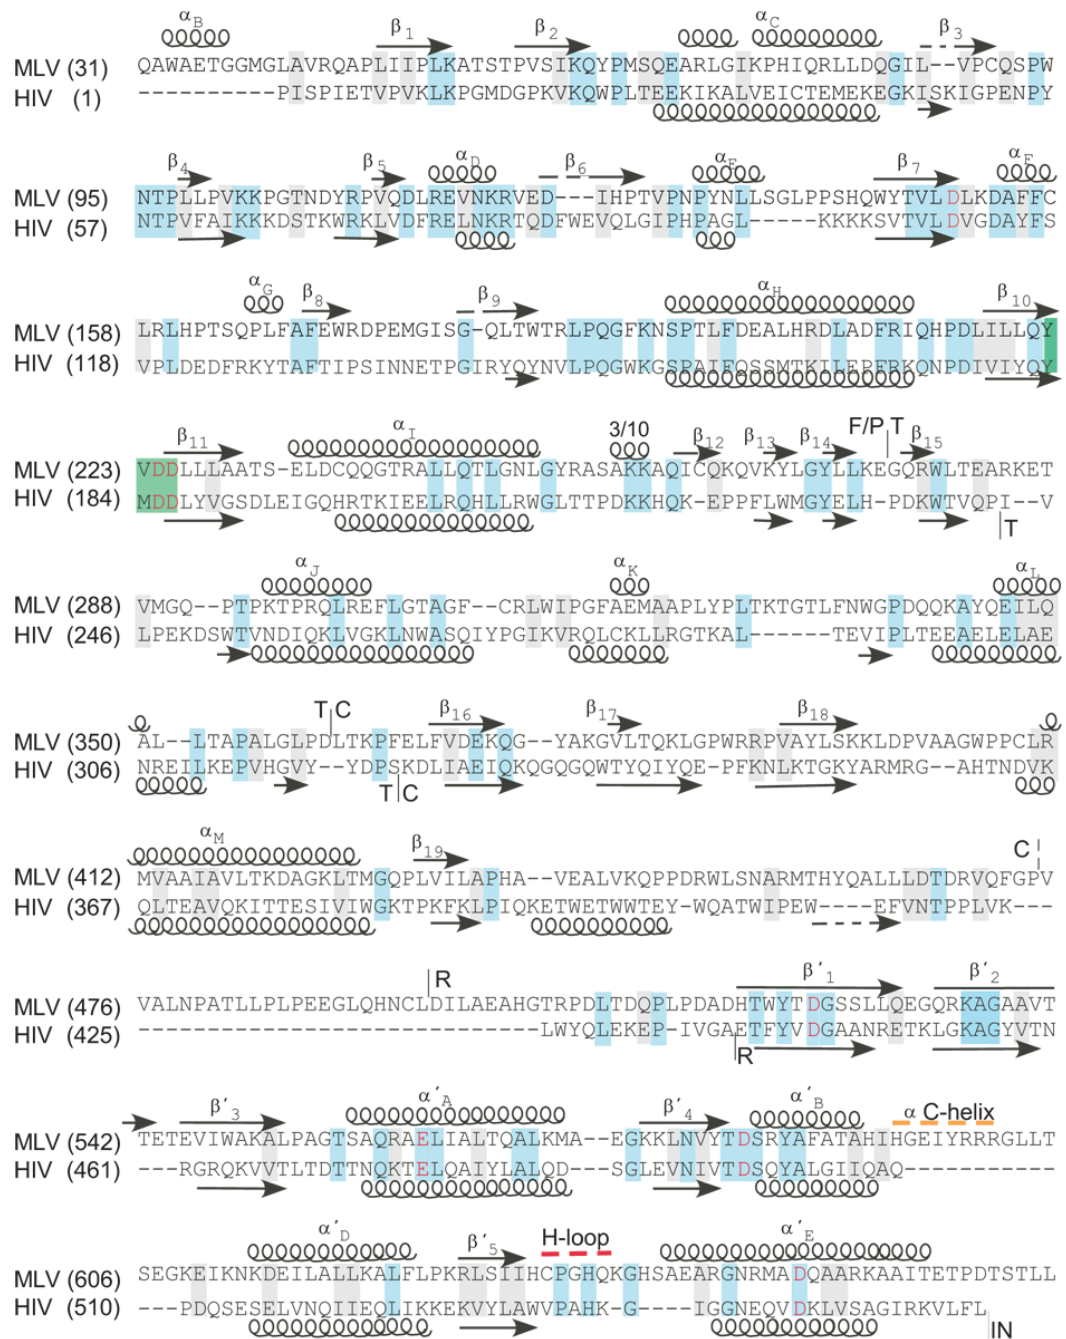 αB β1 β2 αC β3
MLV (31) QAWAETGGMGLAVRQAPLIIPLKATSTPVSIKQYPMSQEARLGIKPHIQRLLDQGIL--VPCQSPW
HIV (1) -----------PISPIETVPVKLKPGMDGPKVKQWPLTEEKIKALVEICTEMEKEGKISKIGPENPY
β4 β5 αD β6 αE β7 αF
MLV (95) NTPLLPVKKPGTNDYRPVQDLREVNKRVED--IHPTVPNPYNLLSGLPPSHQWYTVLDLKDAFFC
HIV (57) NTPVFAIKKKDSTKWRKLVDFRELNKRTQDFWEVQLGIPHPAGL-----KKKKSVTVLDVGDAYFS
αG β8 β9 αH β10
MLV (158) LRLHPTSQPLFAFEWRDPEMGISG-QLTWTRLPQGFKNSPTLFDEALHRDLADFRIQHPDLILLQY
HIV (118) VPLDEDFRKYTAFTIPSINNETPGIRYQYNVLPQGWKGSPAIFQSSMTKILEPFRKQNPDIVIYQY
β11 αI 3/10 β12 β13 β14 F/P|T β15
MLV (223) VDDLLLAATS-ELDCQQGTRALLQTLGNLGYRASAKKAQICQKQVKYLGYLLKEGQRWLTEARKET
HIV (184) MDDLYVGSDLEIGQHRTKIEELRQHLLRWGLTTPDKKHQK-EPPFLWMGYELH-PDKWTVQPI--V
|T
αJ αK αL
MLV (288) VMGQ--PTPKTPRQLREFLGTAGF--CRLWIPGFAEMAAPLYPLTKTGTLFNWGPDQQKAYQEILQ
HIV (246) LPEKDSWTVNDIQKLVGKLNWASQIYPGIKVRQLCKLLRGTKAL------TEVIPLTEEAELELAE
T|C β16 β17 β18
MLV (350) AL--LTAPALGLPDLTKPFELFVDEKQG--YAKGVLTQKLGPWRRPVAYLSKKLDPVAAGWPPCLR
HIV (306) NREILKEPVHGVY--YDPSKDLIAEIQKQGQGQWTYQIYQE-PFKNLKTGKYARMRG--AHTNDVK
T|C
αM β19 C¦
MLV (412) MVAAIAVLTKDAGKLTMGQPLVILAPHA--VEALVKQPPDRWLSNARMTHYQALLLDTDRVQFGPV
HIV (367) QLTEAVQKITTESIVIWGKTPKFKLPIQKETWETWWTEY-WQATWIPEW----EFVNTPPLVK---
|R β′1 β′2
MLV (476) VALNPATLLPLPEEGLQHNCLDILAEAHGTRPDLTDQPLPDADHTWYTDGSSLLQEGQRKAGAAVT
HIV (425) -----------------------------LWYQLEKEP-IVGAETFYVDGAANRETKLGKAGYVTN
|R
β′3 α′A β′4 α′B α C-helix
MLV (542) TETEVIWAKALPAGTSAQRAELIALTQALKMA--EGKKLNVYTDSRYAFATAHIHGEIYRRRGLLT
HIV (461) --RGRQKVVTLTDTTNQKTELQAIYLALQD---SGLEVNIVTDSQYALGIIQAQ-----------
α′D β′5 H-loop α′E
MLV (606) SEGKEIKNKDEILALLKALFLPKRLSIIHCPGHQKGHSAEARGNRMADQAARKAAITETPDTSTLL
HIV (510) --PDQSESELVNQIIEQLIKKEKVYLAWVPAHK-G----IGGNEQVDKLVSAGIRKVLFL
|IN